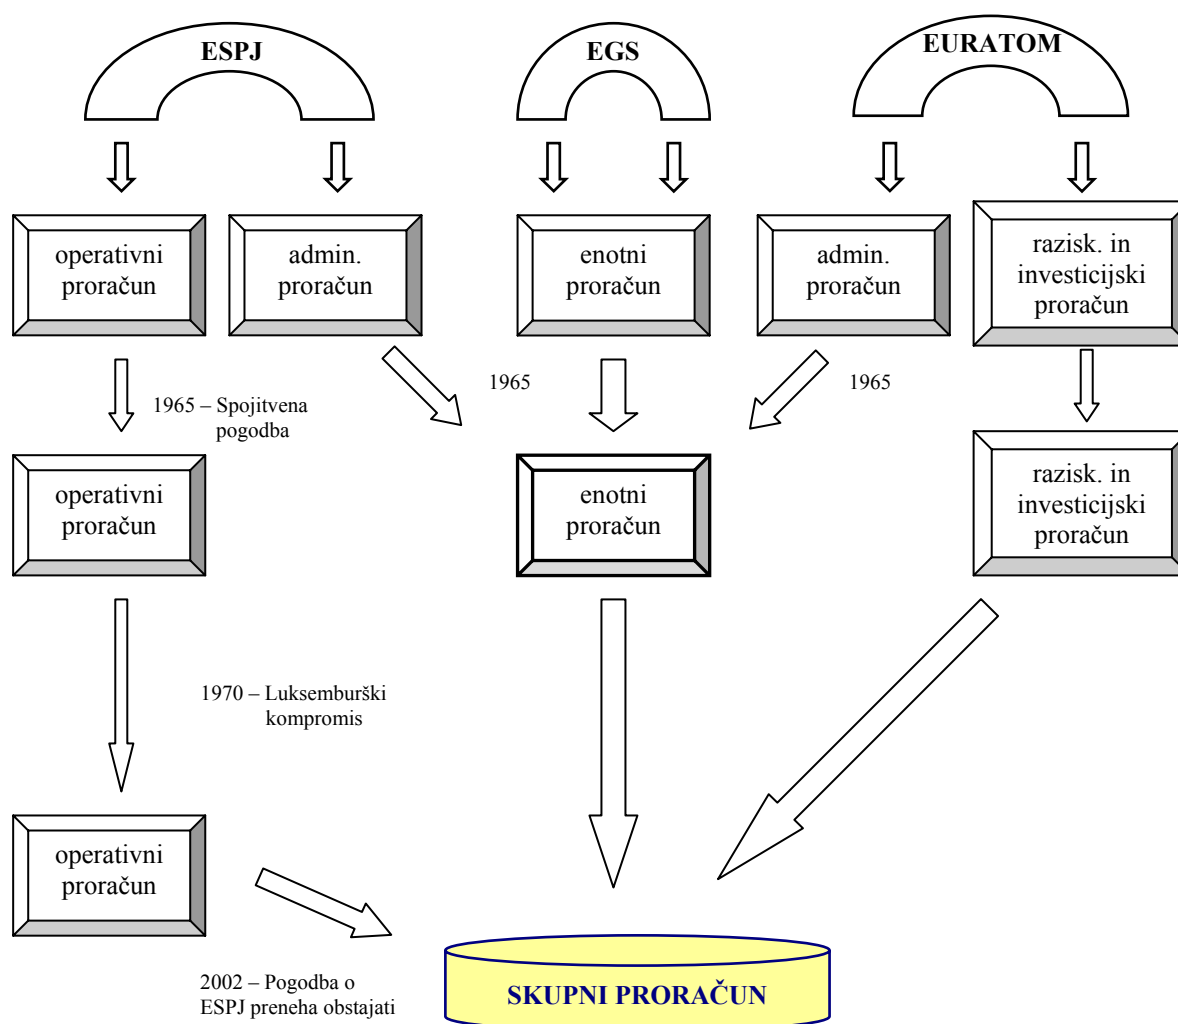 ESPJ
EGS
EURATOM
operativni
proračun
admin.
proračun
enotni
proračun
admin.
proračun
razisk. in
investicijski
proračun
1965 – Spojitvena
pogodba
1965
1965
operativni
proračun
enotni
proračun
razisk. in
investicijski
proračun
1970 – Luksemburški
kompromis
operativni
proračun
2002 – Pogodba o
ESPJ preneha obstajati
SKUPNI PRORAČUN